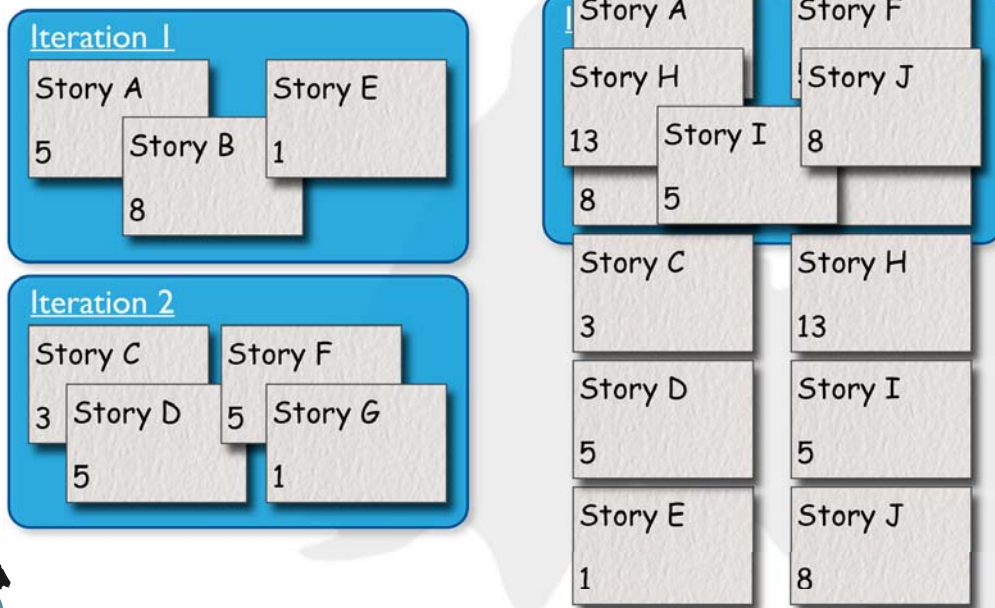 Iteration 1
Story A
5
Story B
8
Story E
1
Iteration 2
Story C
3
Story D
5
Story F
5
Story G
1
Story A
Story F
Story H
13
Story I
5
Story J
8
8
Story C
3
Story H
13
Story D
5
Story I
5
Story E
1
Story J
8